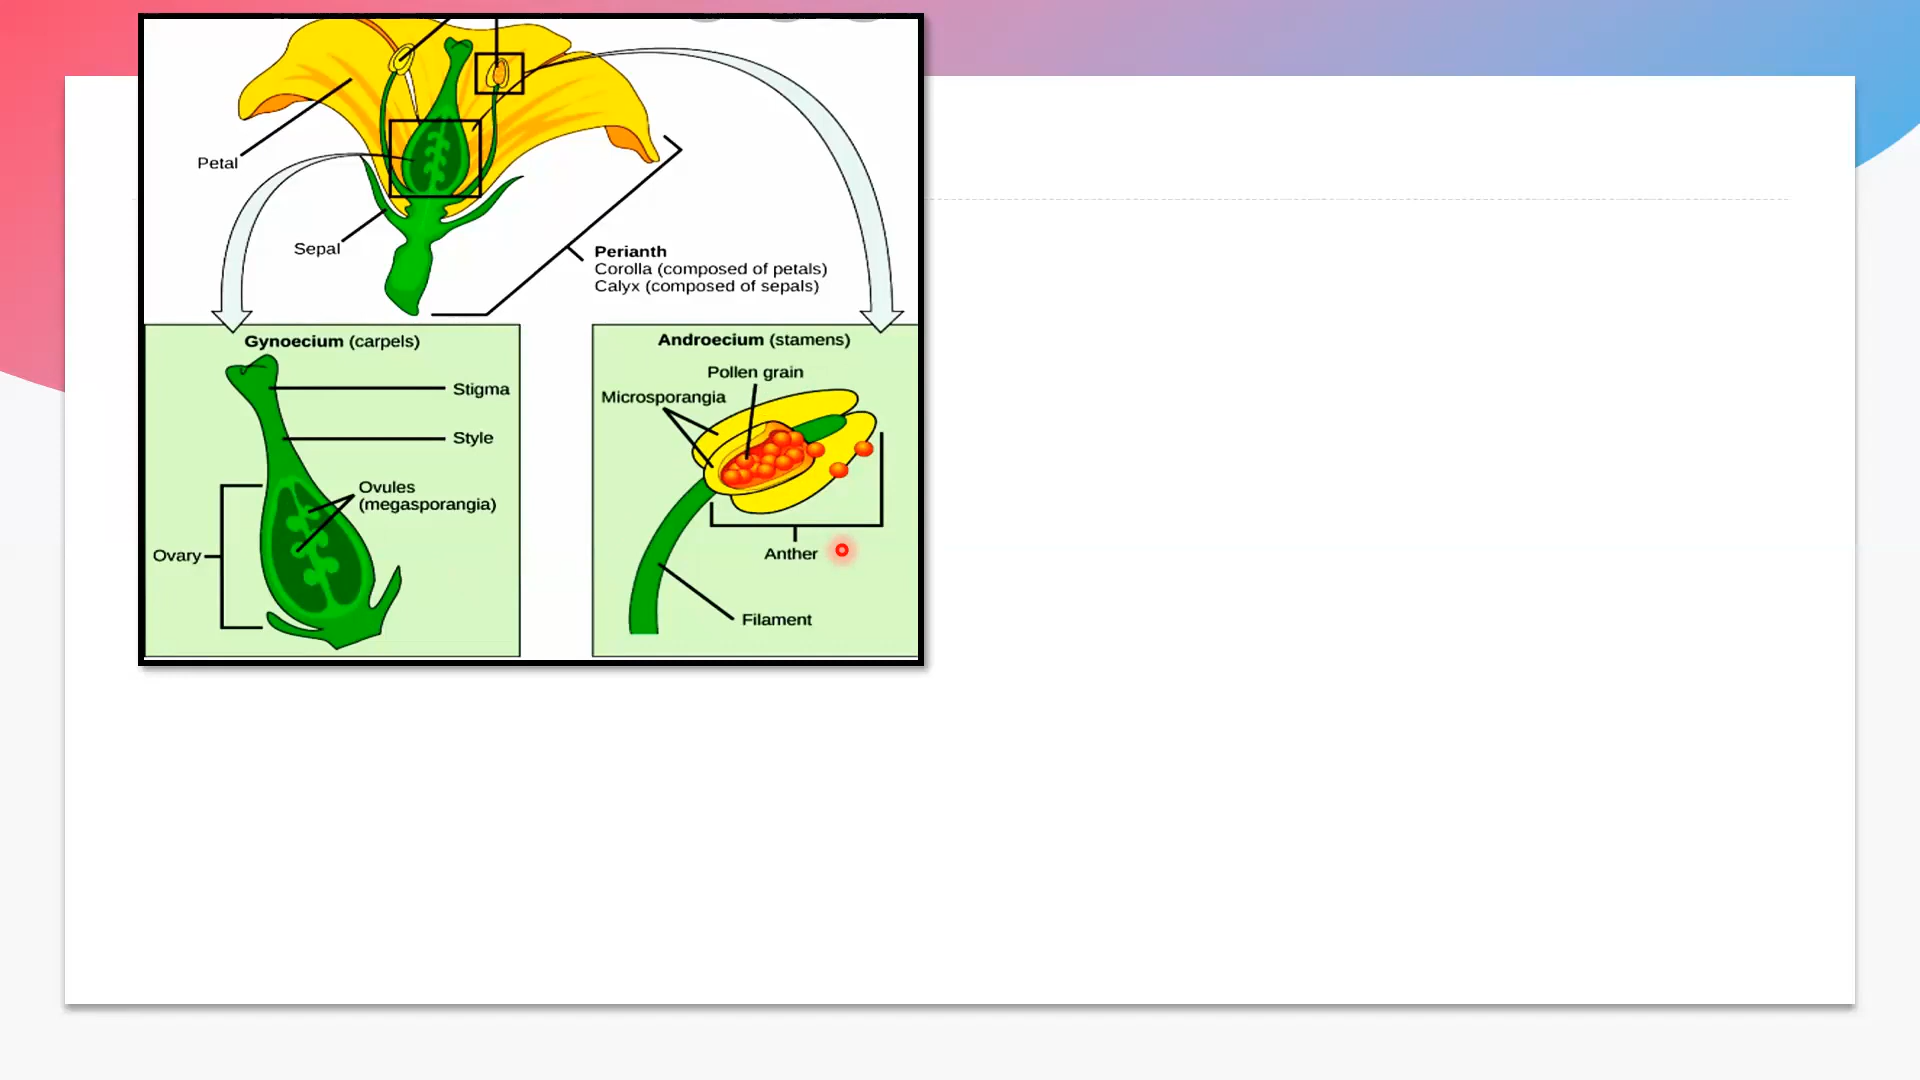 Petal
Sepal
Perianth
Corolla (composed of petals)
Calyx (composed of sepals)
Gynoecium (carpels)
Stigma
Style
Ovules
(megasporangia)
Ovary
Androecium (stamens)
Pollen grain
Microsporangia
Anther
Filament